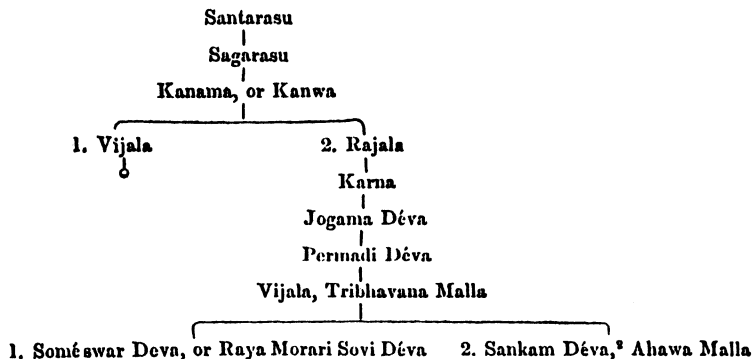 Santarasu
Sagarasu
Kanama, or Kanwa
1. Vijala 2. Rajala
Karna
Jogama Déva
Permadi Déva
Vijala, Tribhavana Malla
1. Soméswar Deva, or Raya Morari Sovi Déva 2. Sankam Déva,² Ahawa Malla